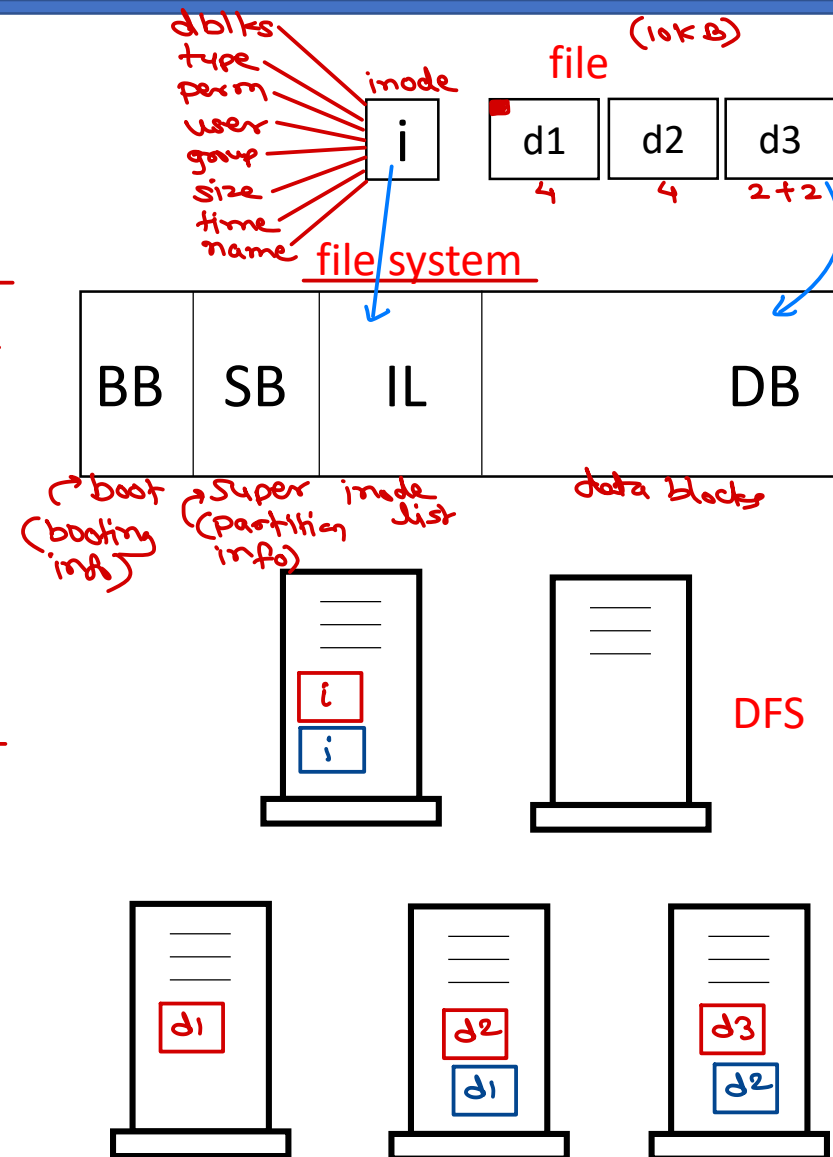 dblks
type
perm
user
group
size
time
name
inode
i
(10KB)
file
d1 d2 d3
4 4 2+2
file system
BB SB IL DB
boot
(booting
info)
super
(partition
info)
inode
list
data blocks
i
i
DFS
d1
d2
d1
d3
d2